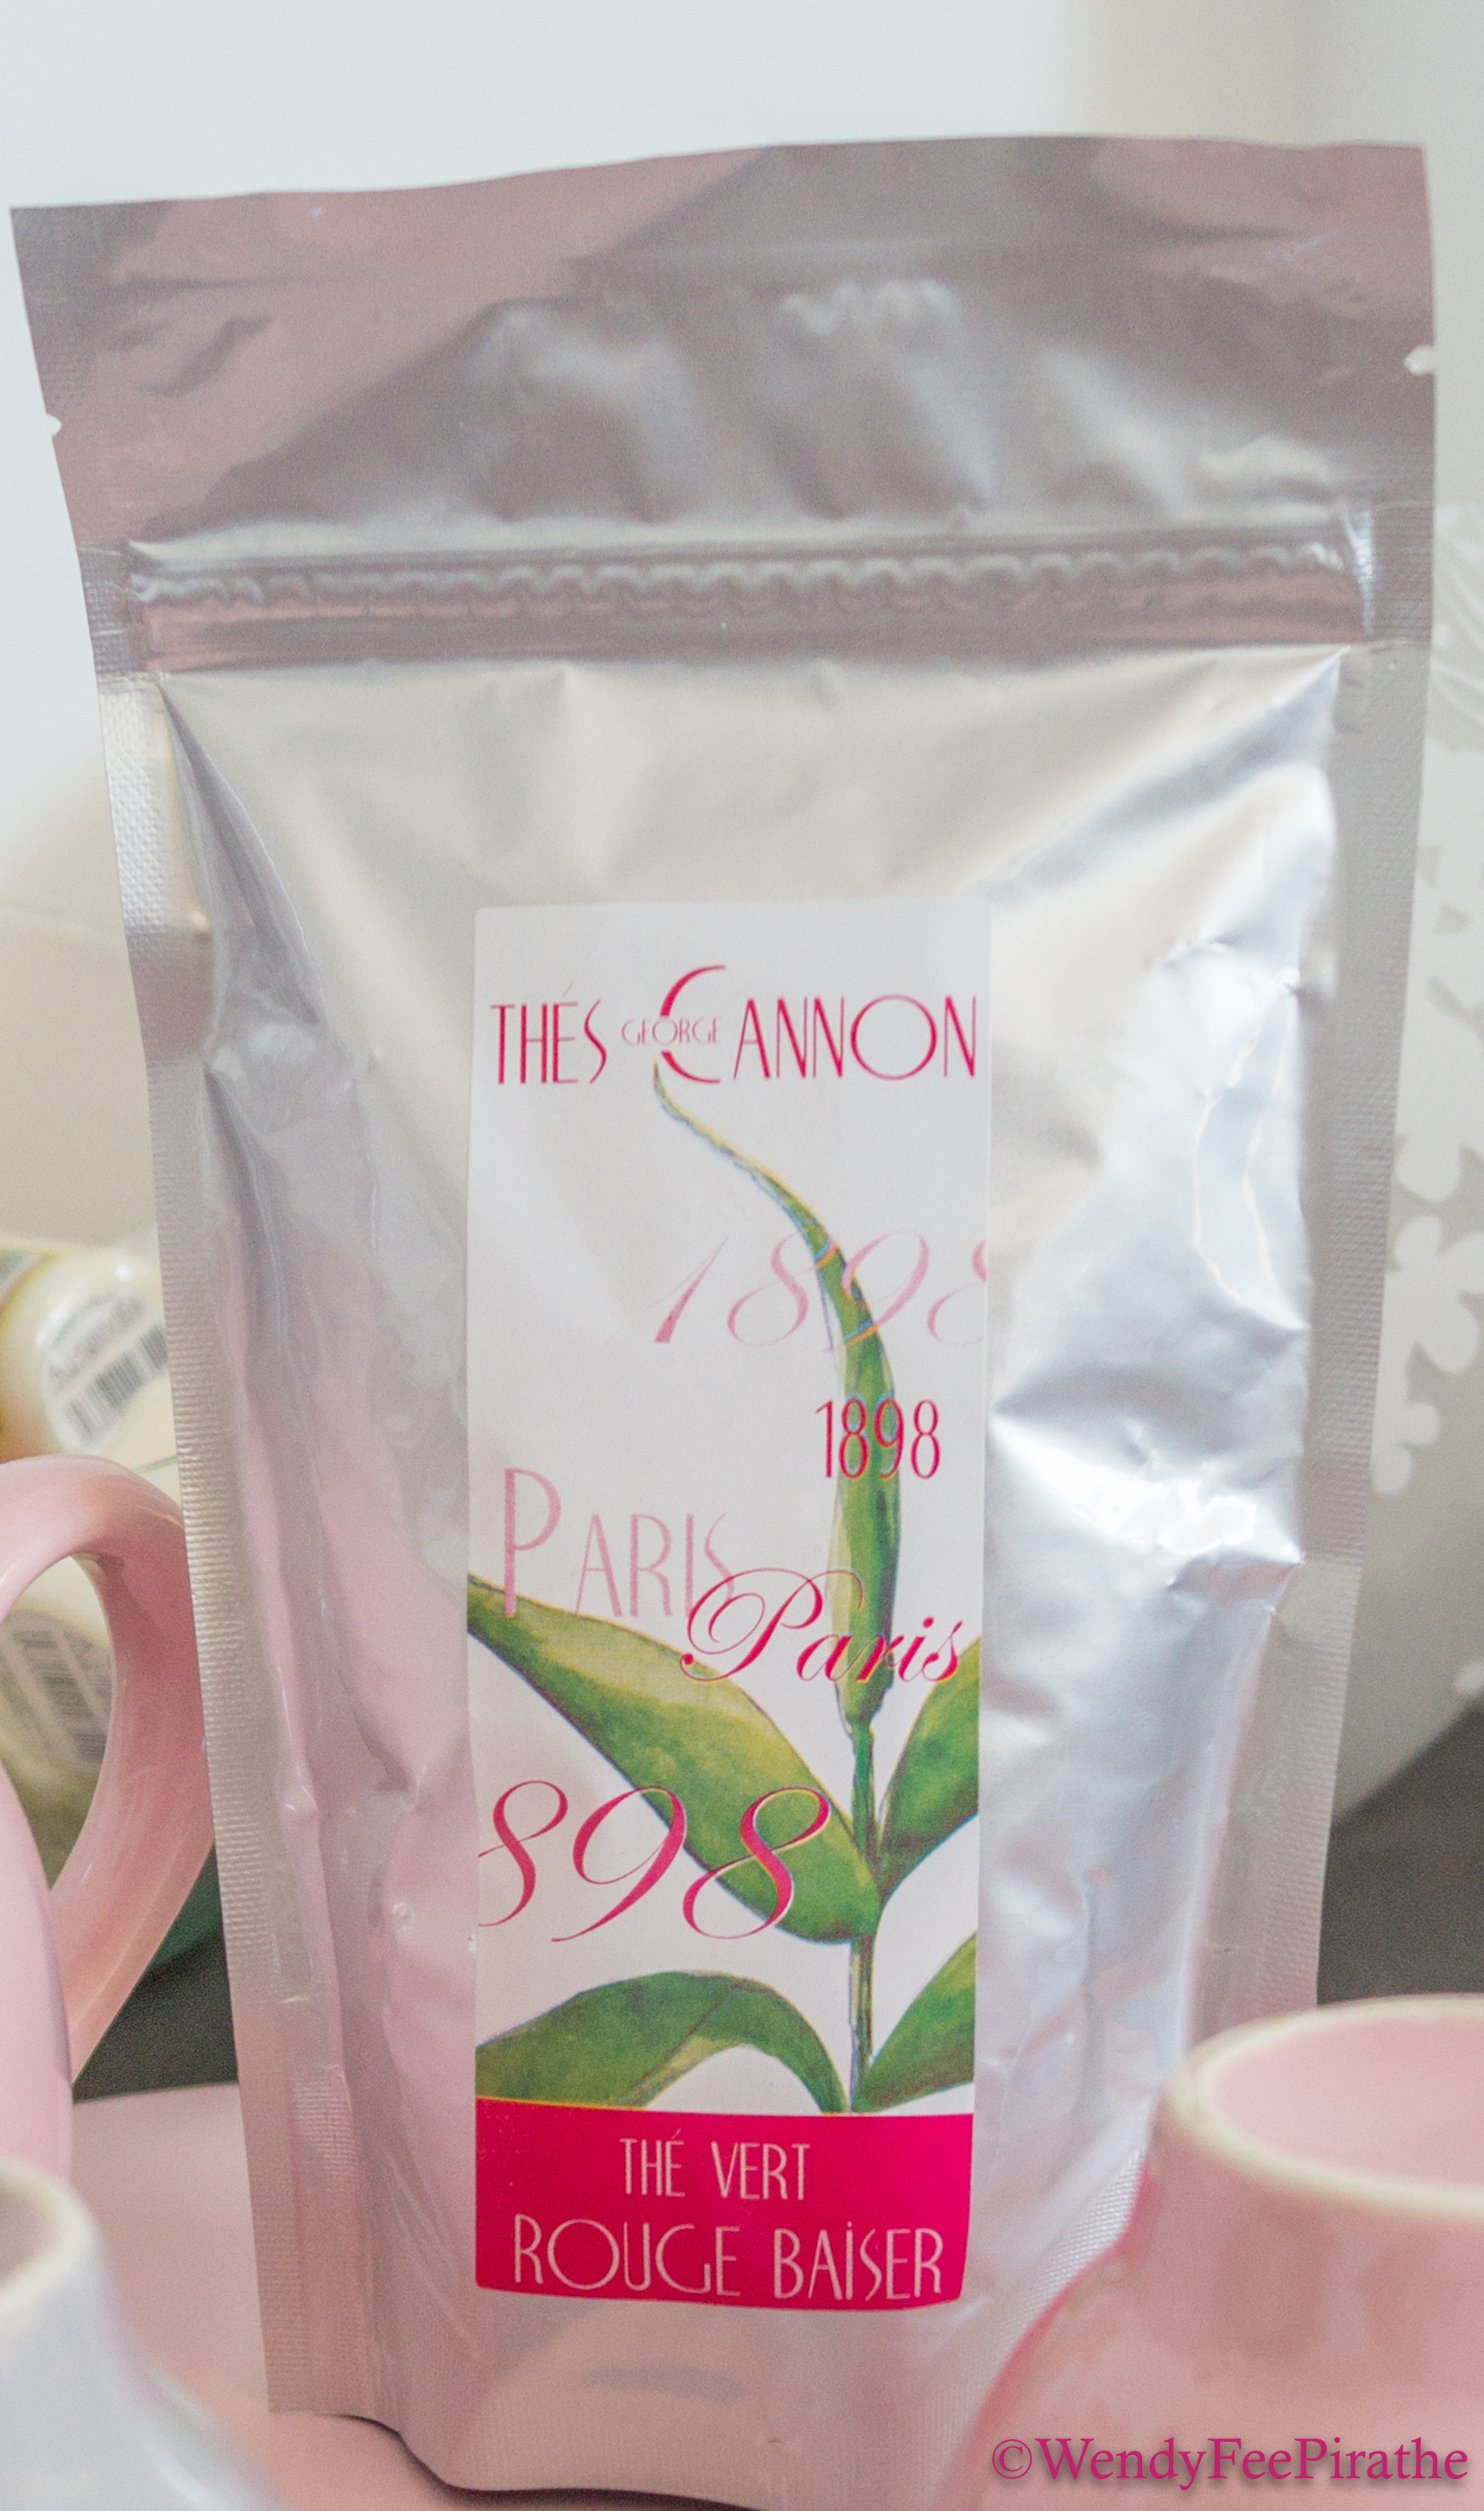 THÉS GEORGE CANNON
1898
1898
PARIS
Paris
898
THÉ VERT
ROUGE BAISER
©WendyFeePirathe